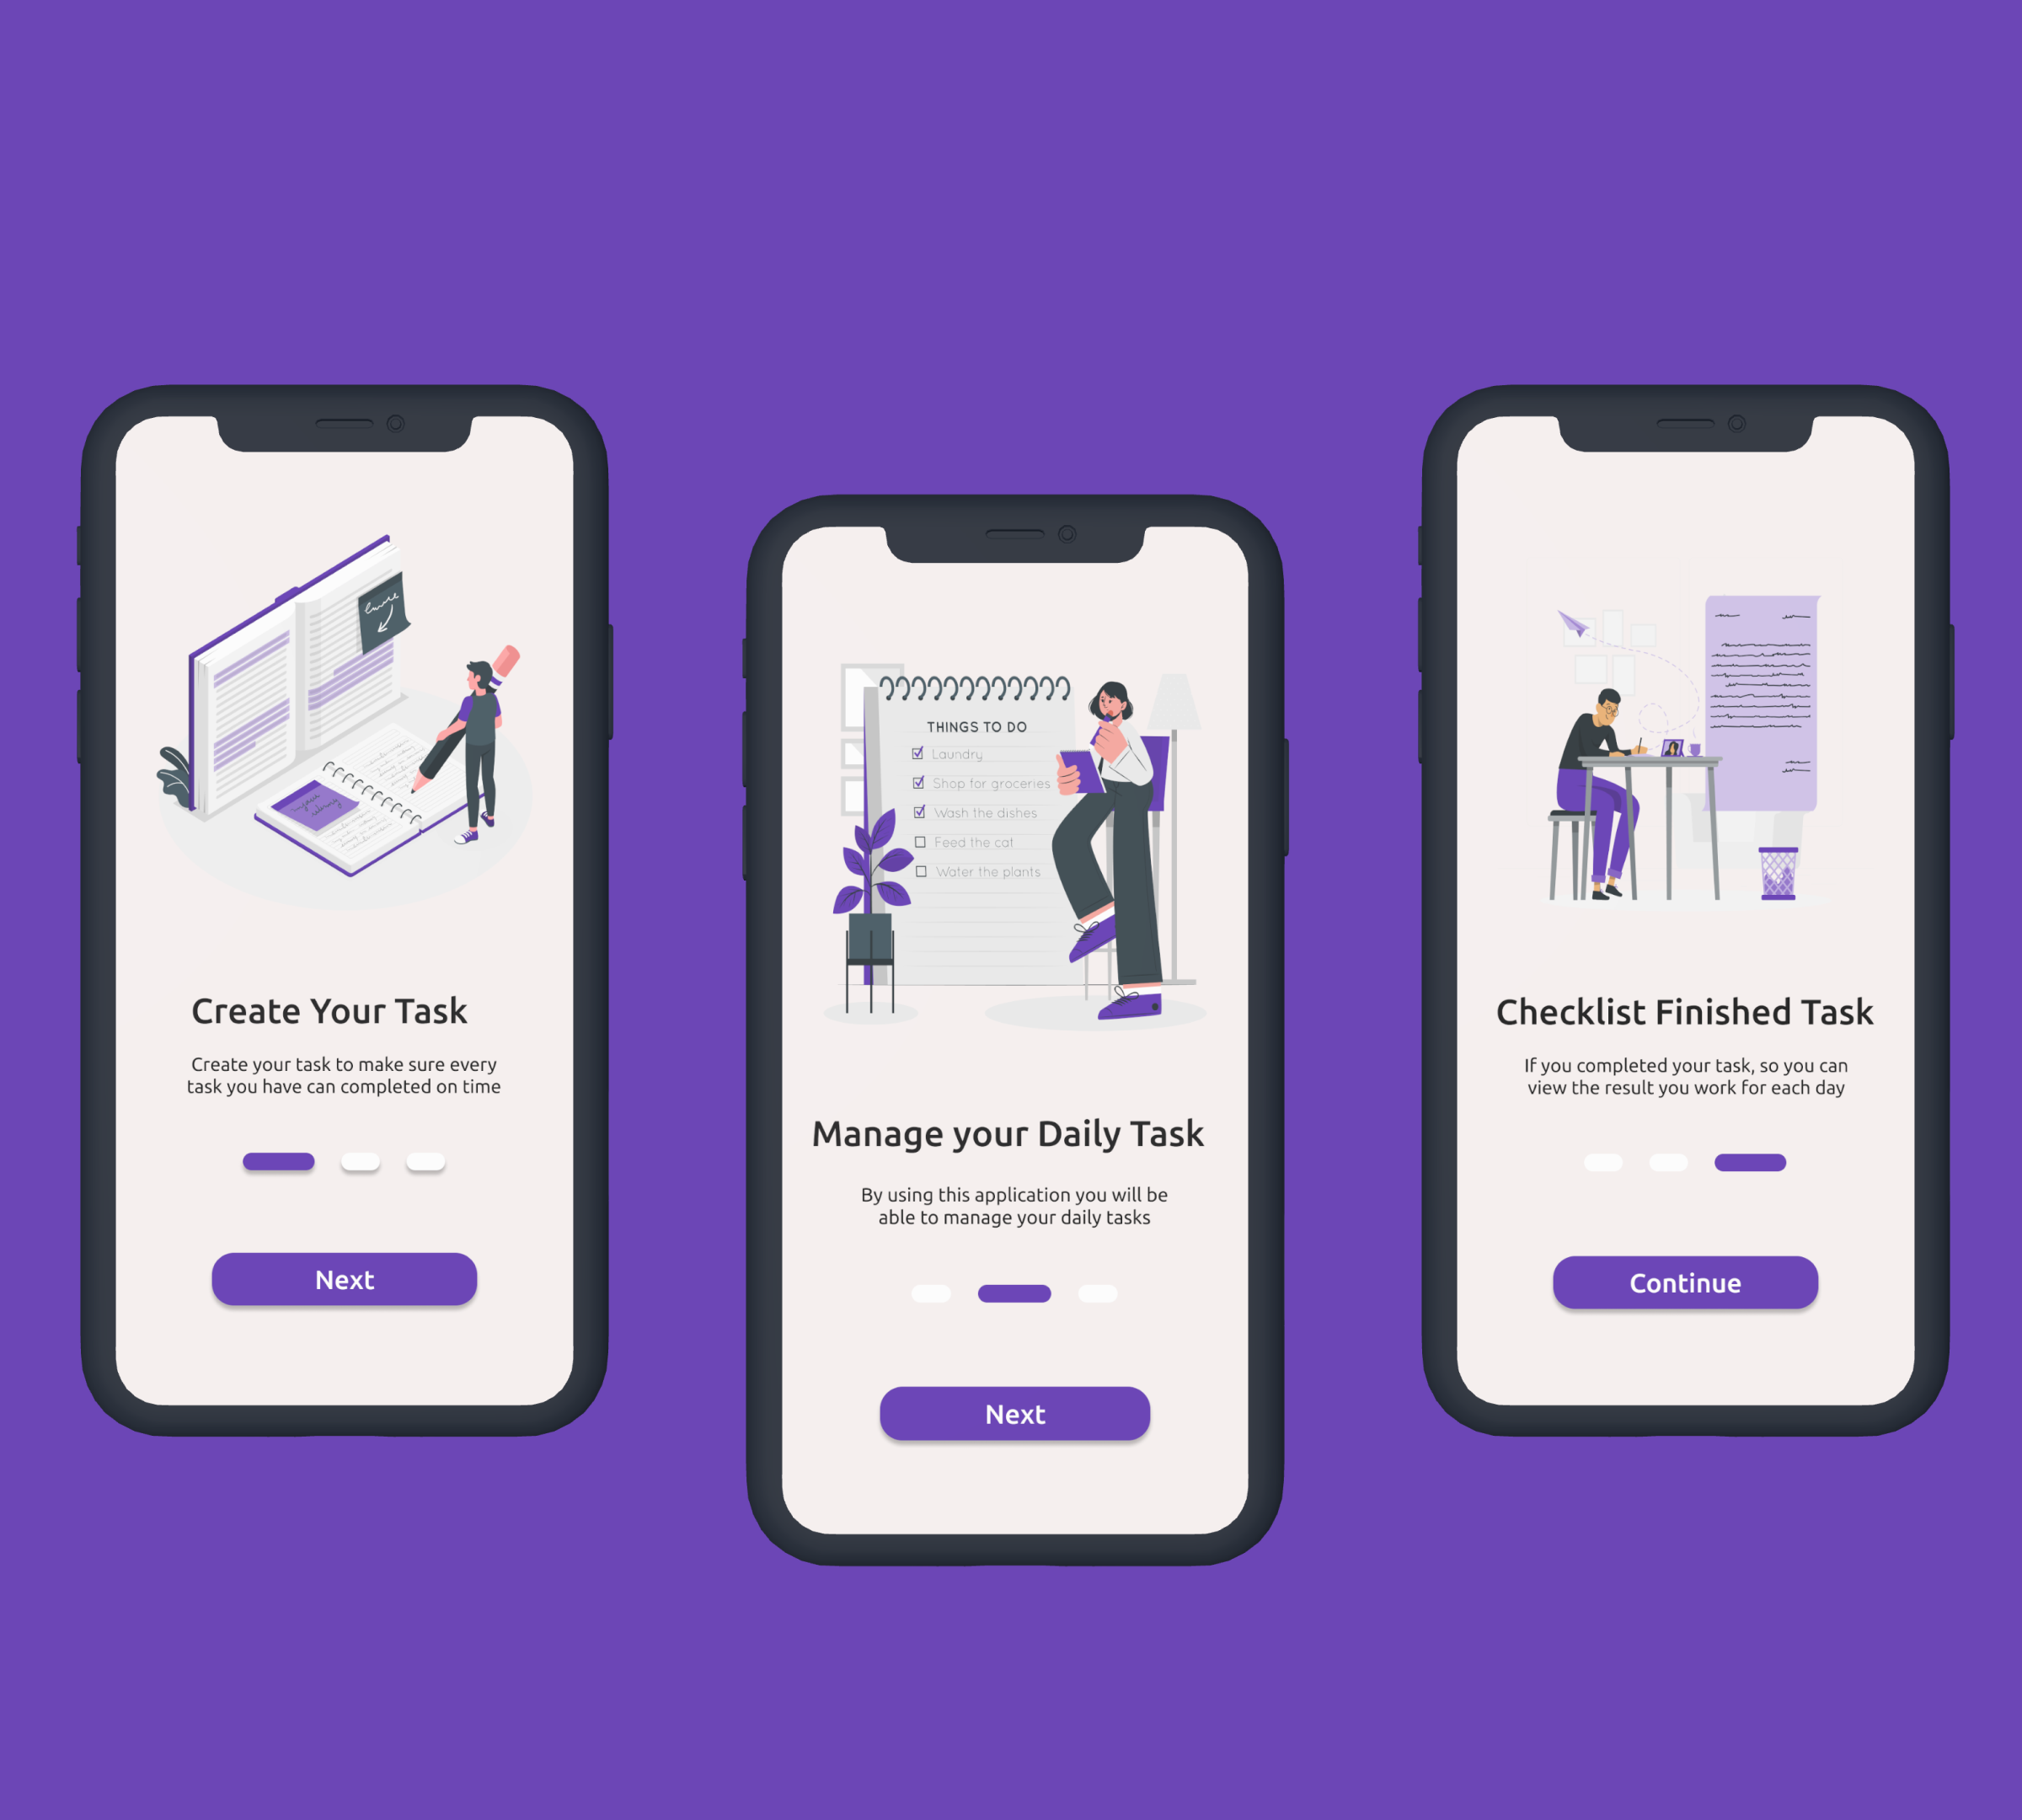 Create Your Task
Create your task to make sure every
task you have can completed on time
Next
THINGS TO DO
Laundry
Shop for groceries
Wash the dishes
Feed the cat
Water the plants
Manage your Daily Task
By using this application you will be
able to manage your daily tasks
Next
Checklist Finished Task
If you completed your task, so you can
view the result you work for each day
Continue